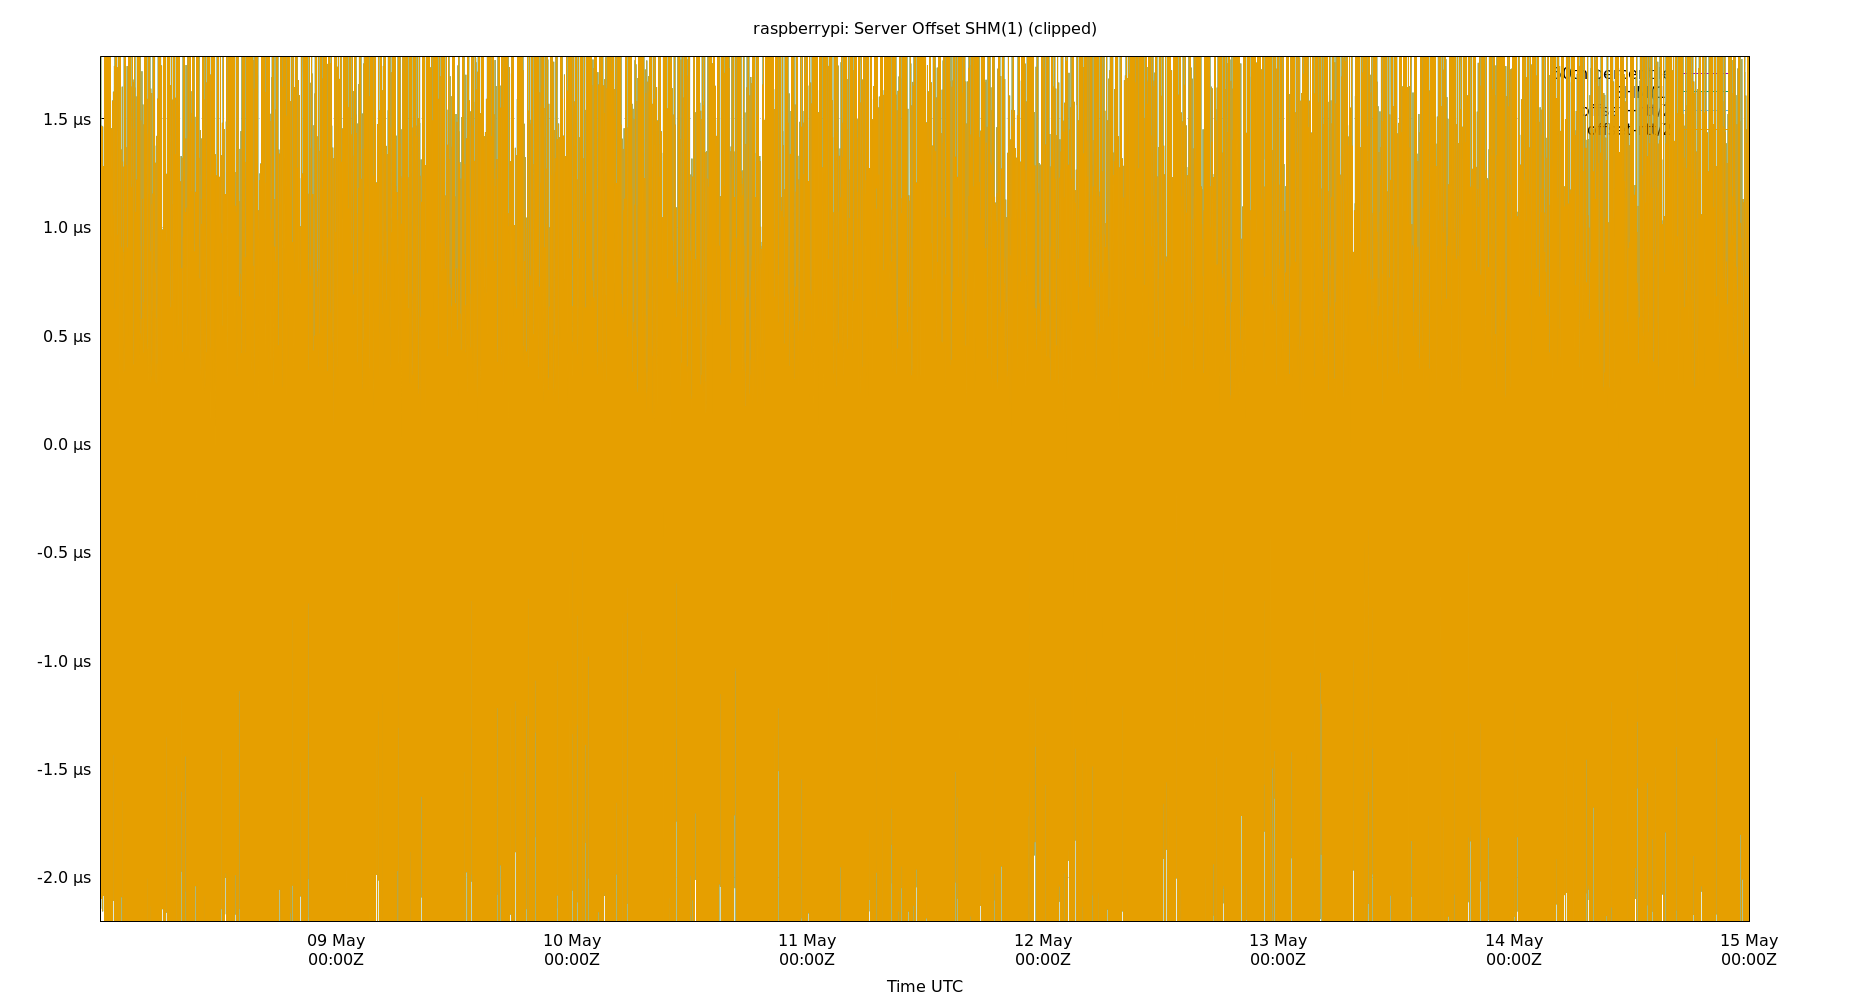 raspberrypi: Server Offset SHM(1) (clipped)
1.5 µs
1.0 µs
0.5 µs
0.0 µs
-0.5 µs
-1.0 µs
-1.5 µs
-2.0 µs
09 May
00:00Z
10 May
00:00Z
11 May
00:00Z
12 May
00:00Z
13 May
00:00Z
14 May
00:00Z
15 May
00:00Z
Time UTC